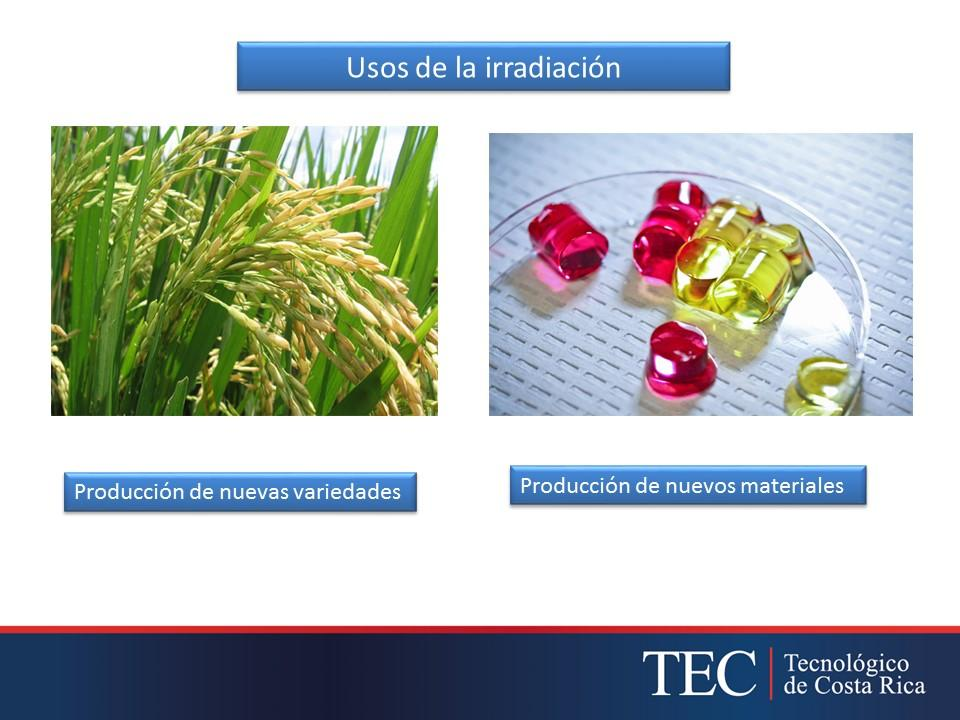 Usos de la irradiación
Producción de nuevas variedades
Producción de nuevos materiales
TEC
Tecnológico
de Costa Rica